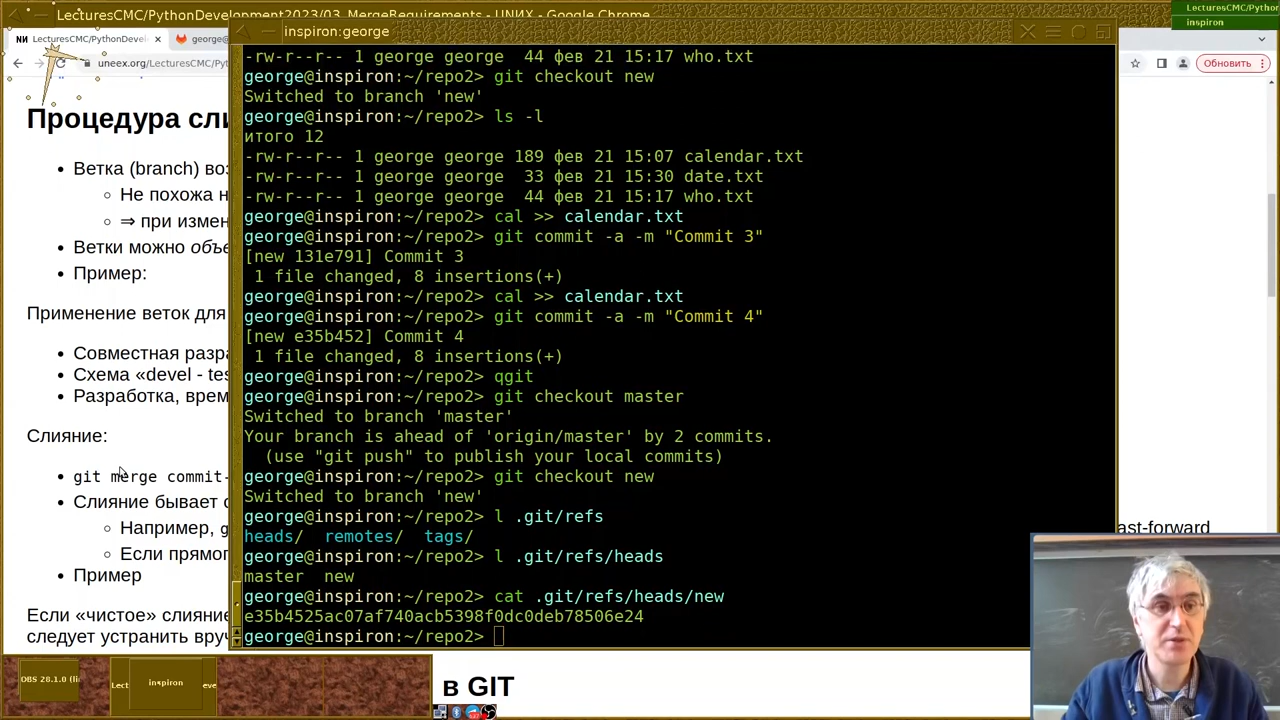 LecturesCMC/PythonDevelopment2023/03_MergeRequirements - UNИX - Google Chrome
LecturesCMC/Python
inspiron
LecturesCMC/PythonDevel
george@
inspiron:george
uneex.org/LecturesCMC/Pyt
Обновить
Процедура сли
Ветка (branch) воз
Не похожа н
⇒ при измен
Ветки можно объе
Пример:
Применение веток для
Совместная разра
Схема «devel - tes
Разработка, врем
Слияние:
git merge commit-
Слияние бывает с
Например, g
Если прямог
Пример
Если «чистое» слияние
следует устранить вруч
-rw-r--r-- 1 george george  44 фев 21 15:17 who.txt
george@inspiron:~/repo2> git checkout new
Switched to branch 'new'
george@inspiron:~/repo2> ls -l
итого 12
-rw-r--r-- 1 george george 189 фев 21 15:07 calendar.txt
-rw-r--r-- 1 george george  33 фев 21 15:30 date.txt
-rw-r--r-- 1 george george  44 фев 21 15:17 who.txt
george@inspiron:~/repo2> cal >> calendar.txt
george@inspiron:~/repo2> git commit -a -m "Commit 3"
[new 131e791] Commit 3
 1 file changed, 8 insertions(+)
george@inspiron:~/repo2> cal >> calendar.txt
george@inspiron:~/repo2> git commit -a -m "Commit 4"
[new e35b452] Commit 4
 1 file changed, 8 insertions(+)
george@inspiron:~/repo2> qgit
george@inspiron:~/repo2> git checkout master
Switched to branch 'master'
Your branch is ahead of 'origin/master' by 2 commits.
  (use "git push" to publish your local commits)
george@inspiron:~/repo2> git checkout new
Switched to branch 'new'
george@inspiron:~/repo2> l .git/refs
heads/  remotes/  tags/
george@inspiron:~/repo2> l .git/refs/heads
master  new
george@inspiron:~/repo2> cat .git/refs/heads/new
e35b4525ac07af740acb5398f0dc0deb78506e24
george@inspiron:~/repo2>
ast-forward
в GIT
OBS 28.1.0 (li
Lect
inspiron
eve